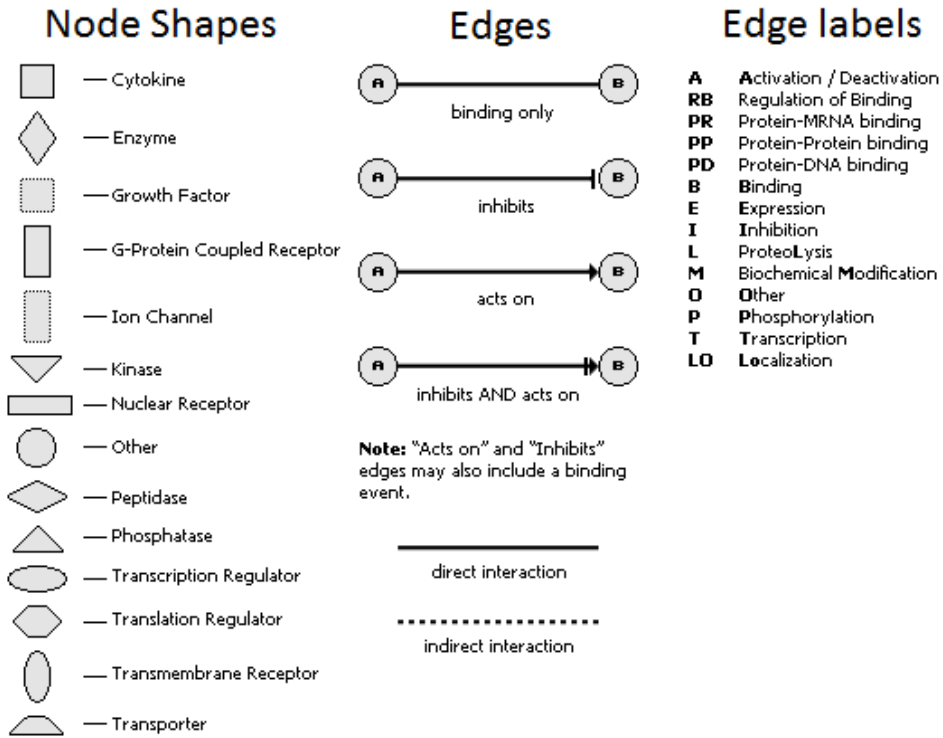 Node Shapes
Cytokine
Enzyme
Growth Factor
G-Protein Coupled Receptor
Ion Channel
Kinase
Nuclear Receptor
Other
Peptidase
Phosphatase
Transcription Regulator
Translation Regulator
Transmembrane Receptor
Transporter
Edges
A B
binding only
A B
inhibits
A B
acts on
A B
inhibits AND acts on
Note: "Acts on" and "Inhibits"
edges may also include a binding
event.
direct interaction
indirect interaction
Edge labels
A Activation / Deactivation
RB Regulation of Binding
PR Protein-MRNA binding
PP Protein-Protein binding
PD Protein-DNA binding
B Binding
E Expression
I Inhibition
L ProteoLysis
M Biochemical Modification
O Other
P Phosphorylation
T Transcription
LO Localization